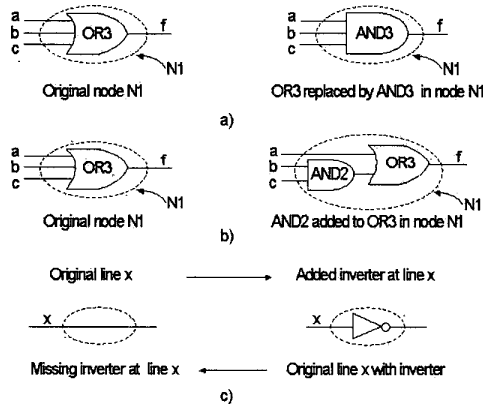 a
b
c
OR3
f
N1
Original node N1
a
b
c
AND3
f
N1
OR3 replaced by AND3 in node N1
a)
a
b
c
OR3
f
N1
Original node N1
a
b
c
AND2
OR3
f
N1
AND2 added to OR3 in node N1
b)
Original line x
Added inverter at line x
x
x
Missing inverter at line x
Original line x with inverter
c)